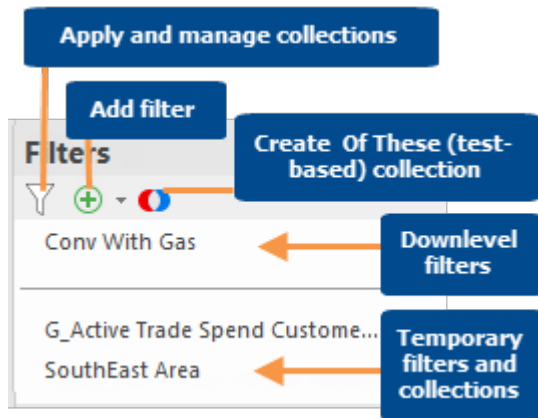 Apply and manage collections
Add filter
Create Of These (test-
based) collection
Filters
Conv With Gas
Downlevel
filters
G_Active Trade Spend Custome...
SouthEast Area
Temporary
filters and
collections